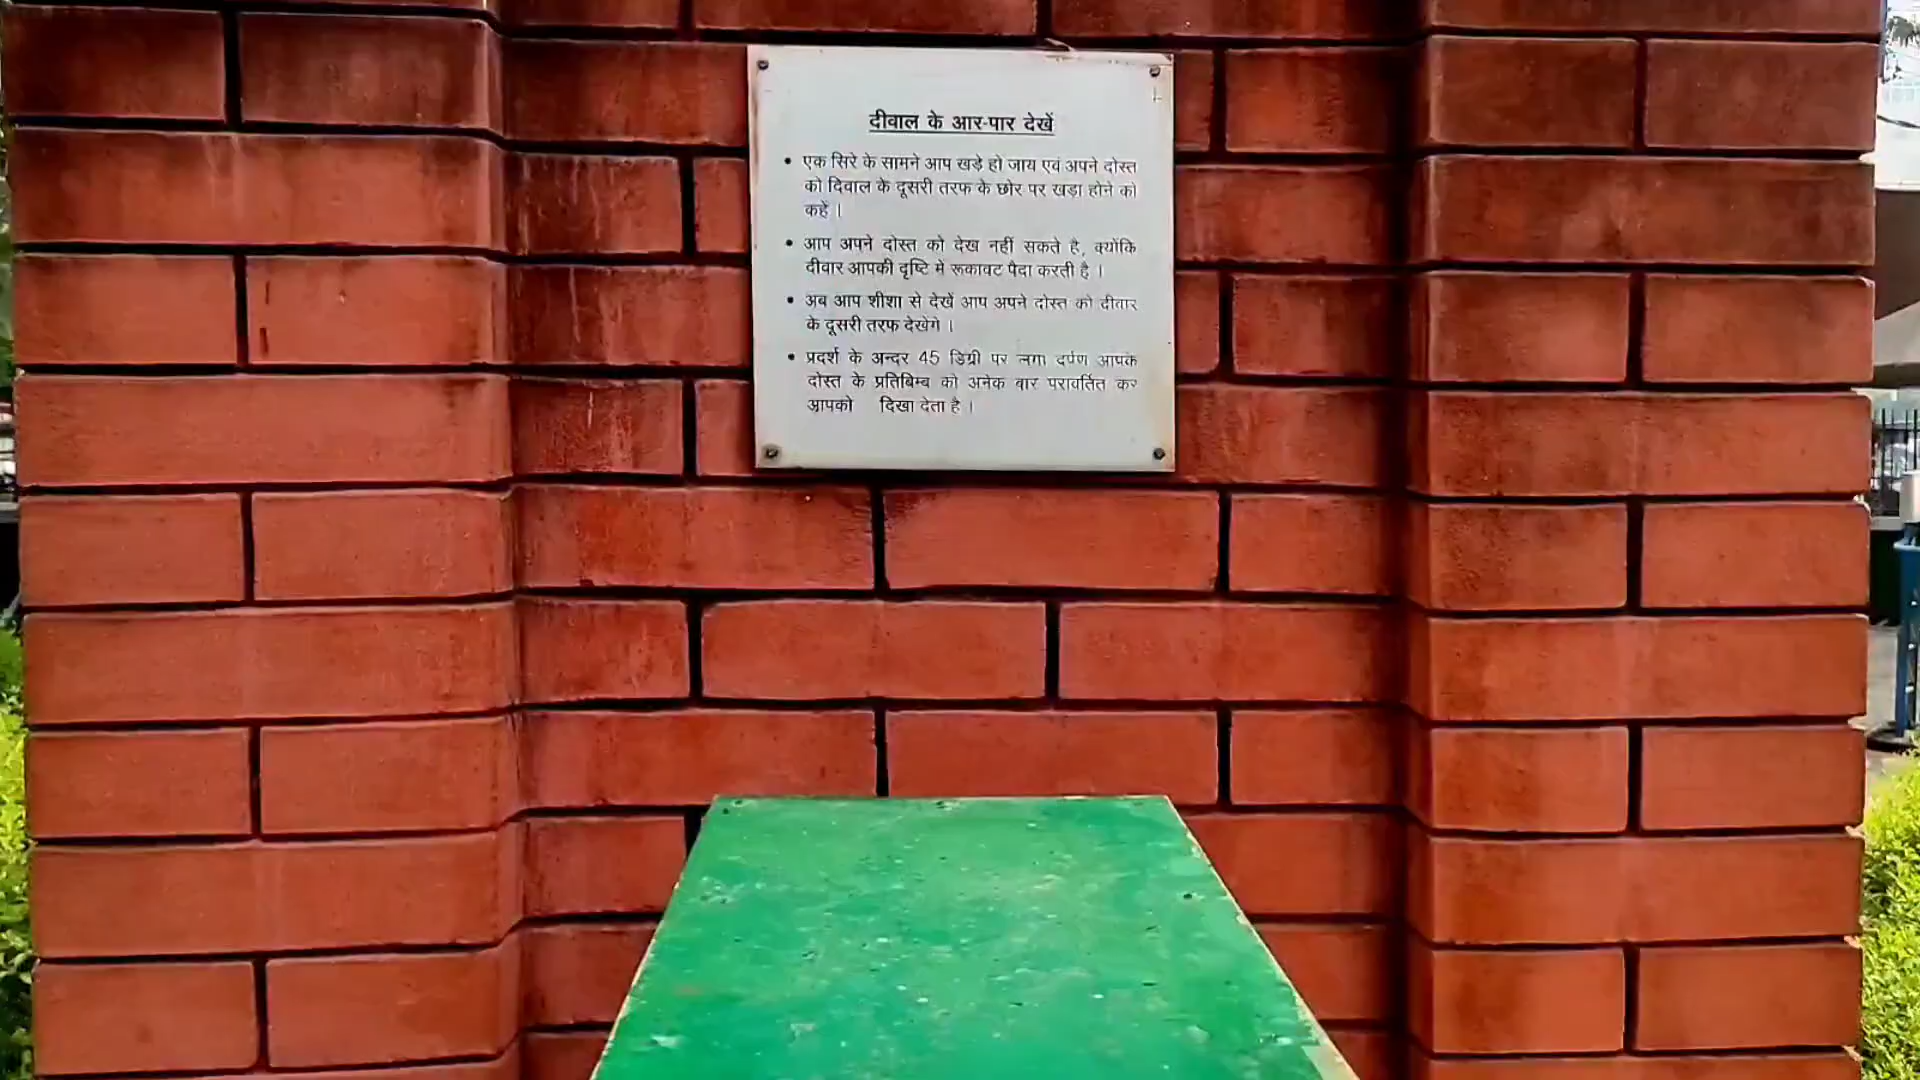 दीवाल के आर-पार देखें
• एक सिरे के सामने आप खड़े हो जाय एवं अपने दोस्त
को दिवाल के दूसरी तरफ के छोर पर खड़ा होने को
कहें ।
• आप अपने दोस्त को देख नहीं सकते है, क्योंकि
दीवार आपकी दृष्टि में रूकावट पैदा करती है ।
• अब आप शीशा से देखें आप अपने दोस्त को दीवार
के दूसरी तरफ देखेगे ।
• प्रदर्श के अन्दर 45 डिग्री पर लगा दर्पण आपके
दोस्त के प्रतिबिम्ब को अनेक बार परावर्तित कर
आपको दिखा देता है ।